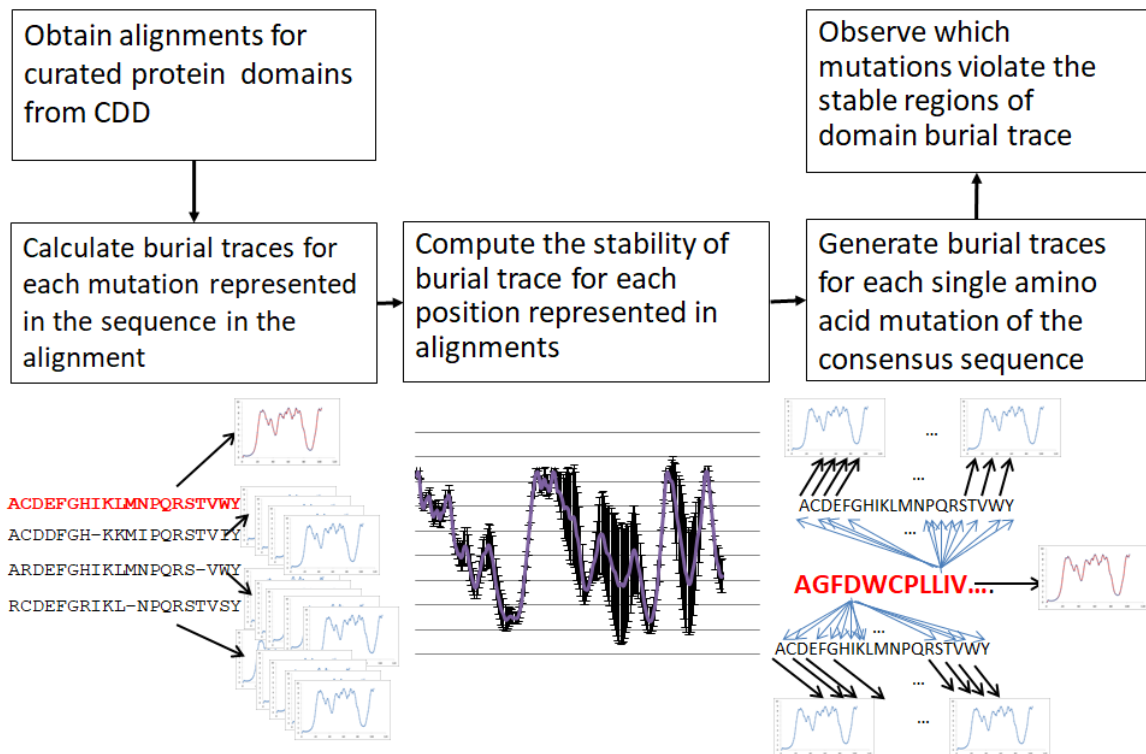 Obtain alignments for
curated protein domains
from CDD
Observe which
mutations violate the
stable regions of
domain burial trace
Calculate burial traces for
each mutation represented
in the sequence in the
alignment
Compute the stability of
burial trace for each
position represented in
alignments
Generate burial traces
for each single amino
acid mutation of the
consensus sequence
ACDEFGHIKLMNPQRSTVWY
ACDDFGH-KKMIPQRSTVIY
ARDEFGHIKLMNPQRS-VWY
RCDEFGRIKL-NPQRSTVSY
...
ACDEFGHIKLMNPQRSTVWY
...
AGFDWCPLLIV....
...
ACDEFGHIKLMNPQRSTVWY
...
...